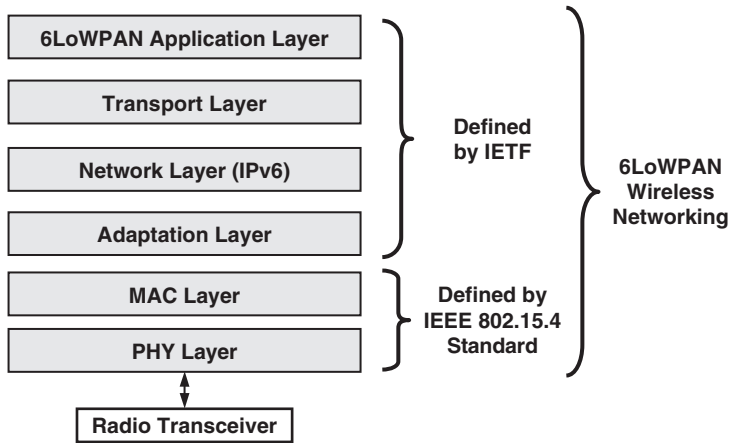 6LoWPAN Application Layer
Transport Layer
Network Layer (IPv6)
Adaptation Layer
MAC Layer
PHY Layer
Radio Transceiver
Defined
by IETF
Defined by
IEEE 802.15.4
Standard
6LoWPAN
Wireless
Networking